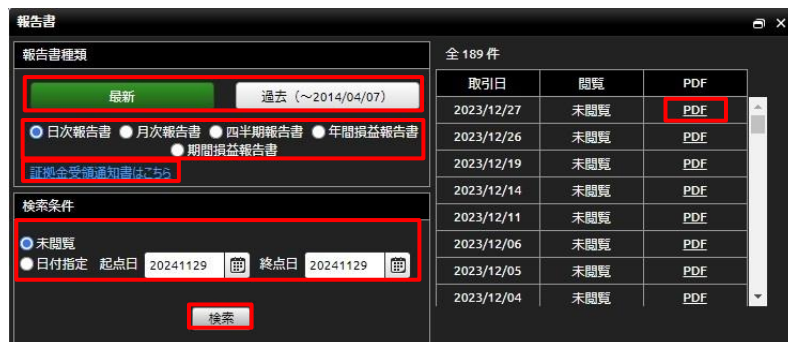 報告書
報告書種類
最新 過去（～2014/04/07）
日次報告書 月次報告書 四半期報告書 年間損益報告書
期間損益報告書
証拠金受領通知書はこちら
検索条件
未閲覧
日付指定 起点日 20241129 終点日 20241129
検索
全 189 件
取引日 閲覧 PDF
2023/12/27 未閲覧 PDF
2023/12/26 未閲覧 PDF
2023/12/19 未閲覧 PDF
2023/12/14 未閲覧 PDF
2023/12/11 未閲覧 PDF
2023/12/06 未閲覧 PDF
2023/12/05 未閲覧 PDF
2023/12/04 未閲覧 PDF